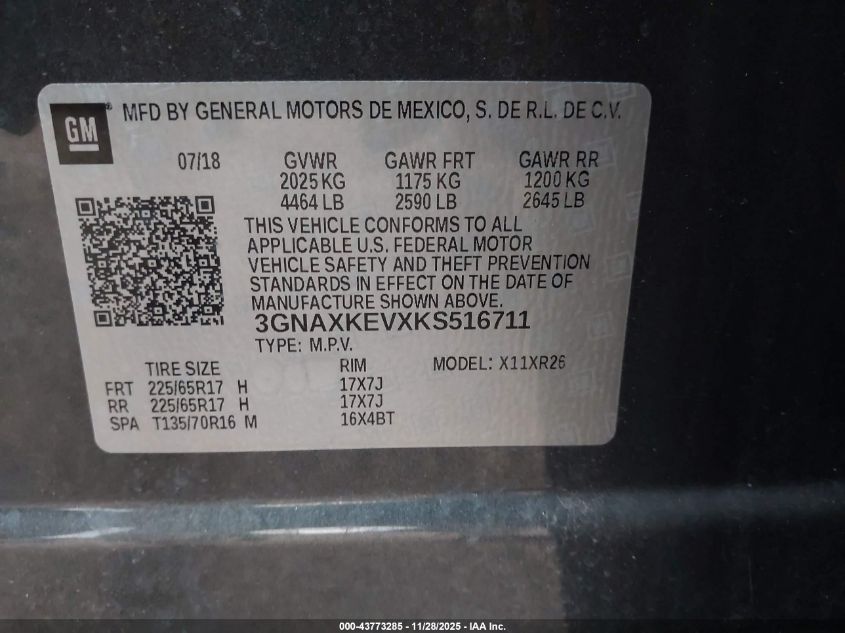 GM ® MFD BY GENERAL MOTORS DE MEXICO, S. DE R.L. DE C.V.
07/18 GVWR GAWR FRT GAWR RR
2025 KG 1175 KG 1200 KG
4464 LB 2590 LB 2645 LB
THIS VEHICLE CONFORMS TO ALL
APPLICABLE U.S. FEDERAL MOTOR
VEHICLE SAFETY AND THEFT PREVENTION
STANDARDS IN EFFECT ON THE DATE OF
MANUFACTURE SHOWN ABOVE.
3GNAXKEVXKS516711
TYPE: M.P.V.
TIRE SIZE RIM MODEL: X11XR26
FRT 225/65R17 H 17X7J
RR 225/65R17 H 17X7J
SPA T135/70R16 M 16X4BT
000-43773285 - 11/28/2025 - IAA Inc.